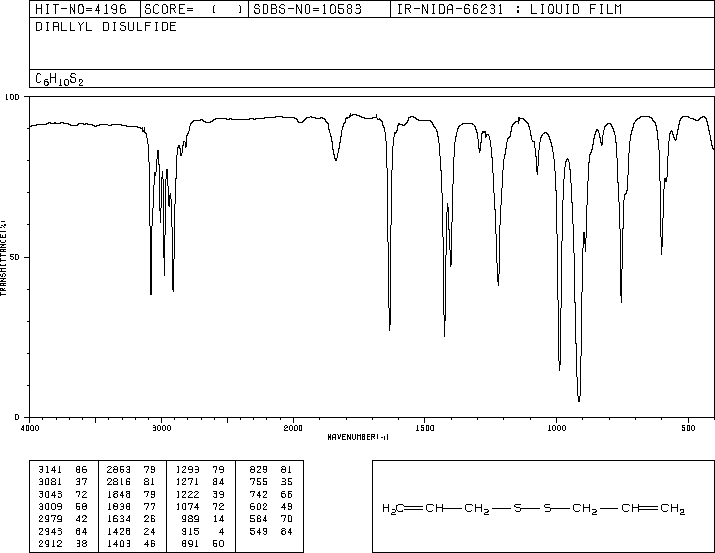 HIT-NO=4196 SCORE= ( ) SDBS-NO=10583 IR-NIDA-66231 : LIQUID FILM
DIALLYL DISULFIDE
C6H10S2
100
TRANSMITTANCE(%)
50
0
4000 3000 2000 1500 1000 500
WAVENUMBER(-1)
3141 86 2853 79 1293 79 829 81
3081 37 2816 81 1271 84 755 35
3043 72 1848 79 1222 39 742 66
3009 60 1838 77 1074 72 602 49
2979 42 1634 26 989 14 584 70
2943 64 1428 24 915 4 549 84
2912 38 1403 46 891 50
H2C=CH—CH2—S—S—CH2—CH=CH2